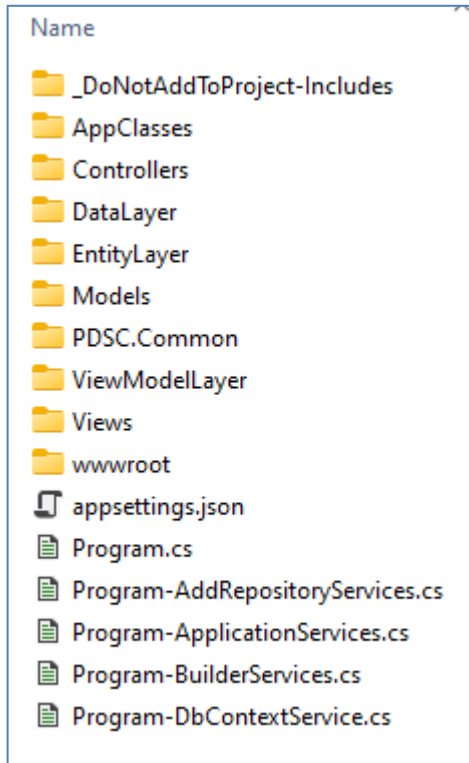 Name
_DoNotAddToProject-Includes
AppClasses
Controllers
DataLayer
EntityLayer
Models
PDSC.Common
ViewModelLayer
Views
wwwroot
appsettings.json
Program.cs
Program-AddRepositoryServices.cs
Program-ApplicationServices.cs
Program-BuilderServices.cs
Program-DbContextService.cs